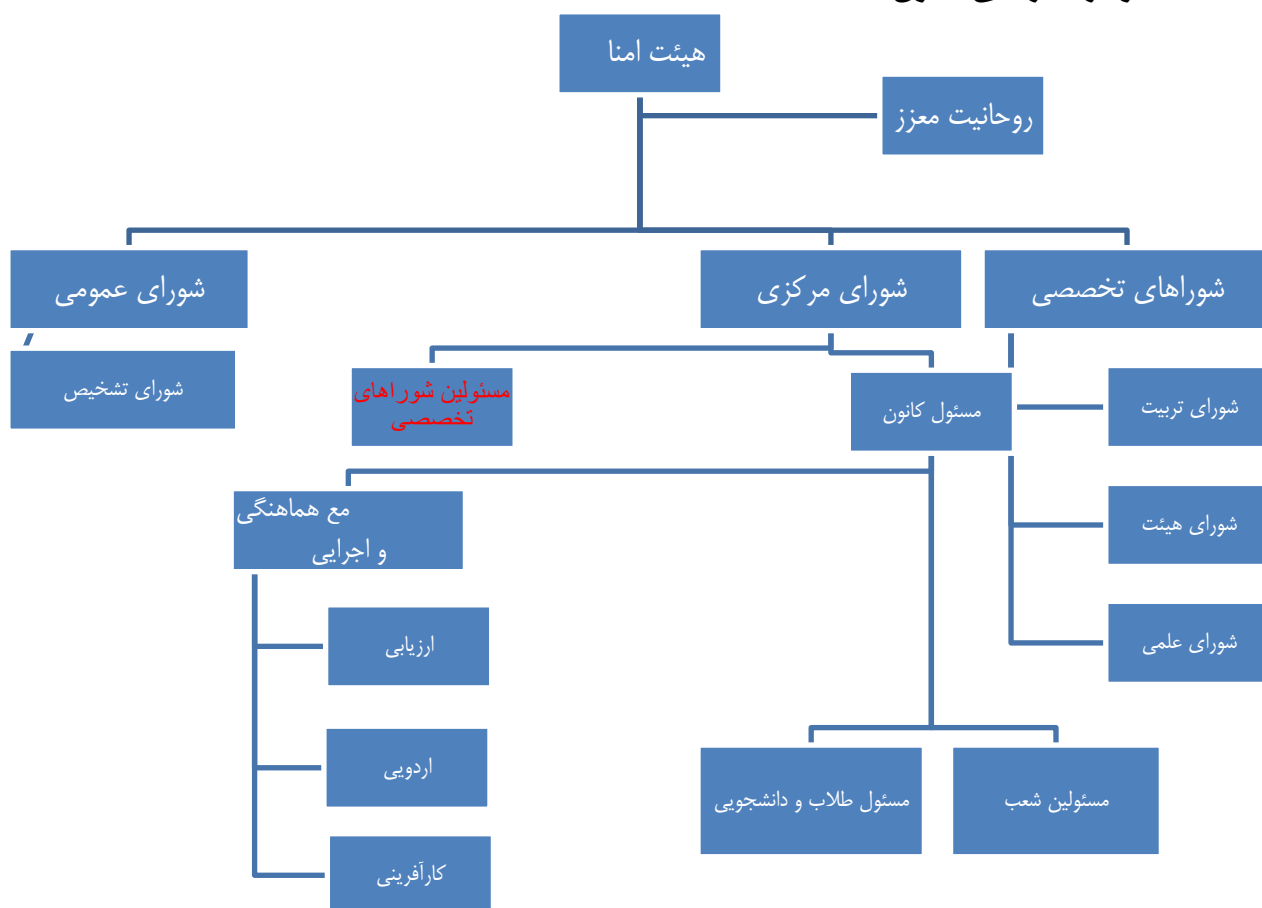 هیئت امنا
روحانیت معزز
شوراهای تخصصی
شورای مرکزی
شورای عمومی
شورای تشخیص
مسئولین شوراهای
تخصصی
مسئول کانون
شورای تربیت
شورای هیئت
شورای علمی
مع هماهنگی
و اجرایی
ارزیابی
اردویی
کارآفرینی
مسئولین شعب
مسئول طلاب و دانشجویی